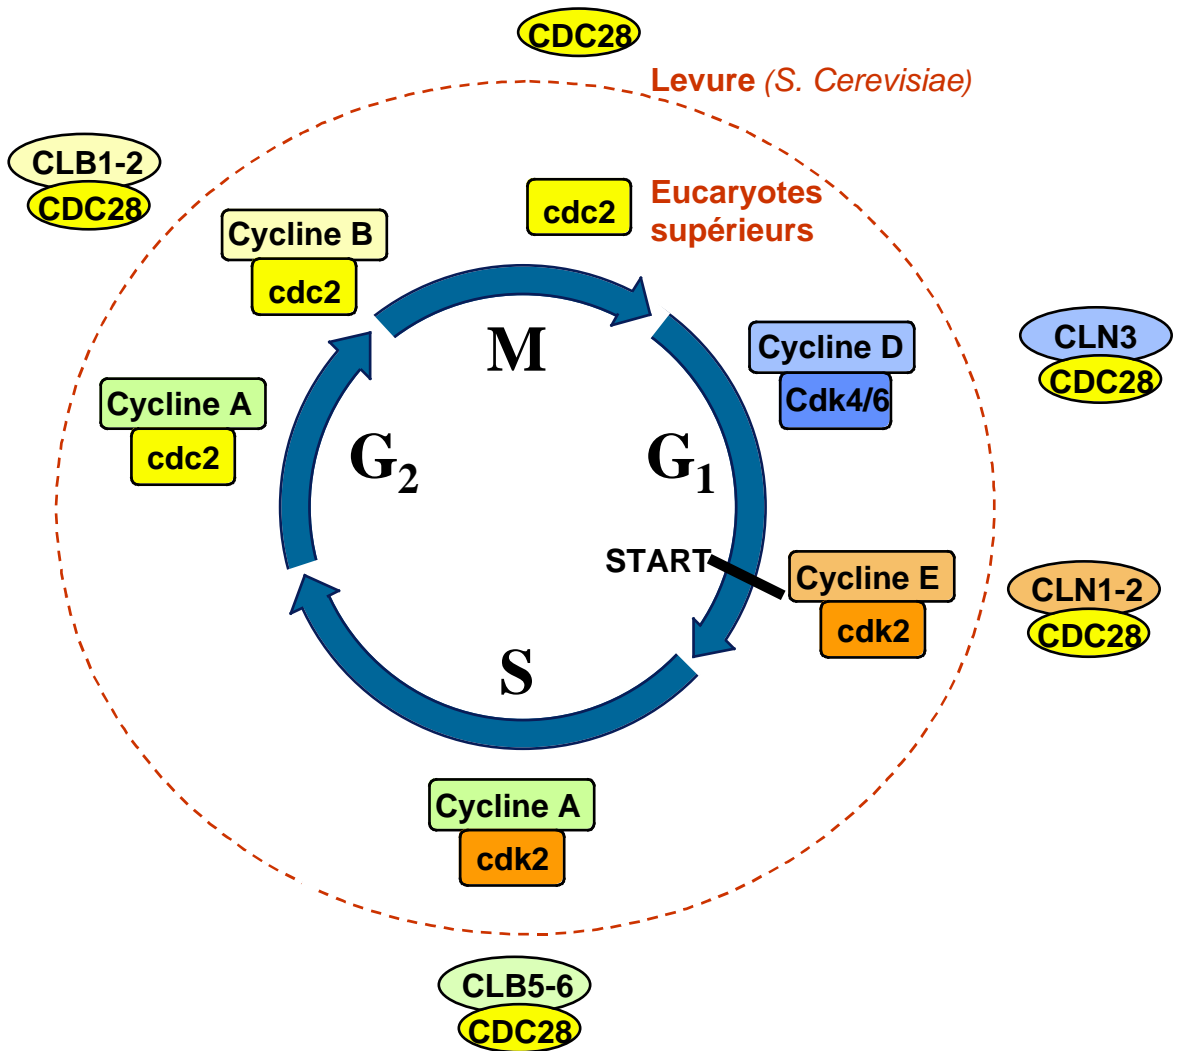 CDC28
Levure (S. Cerevisiae)
CLB1-2
CDC28
cdc2
Eucaryotes
supérieurs
Cycline B
cdc2
M
Cycline D
Cdk4/6
CLN3
CDC28
Cycline A
cdc2
G2
G1
START
Cycline E
cdk2
CLN1-2
CDC28
S
Cycline A
cdk2
CLB5-6
CDC28